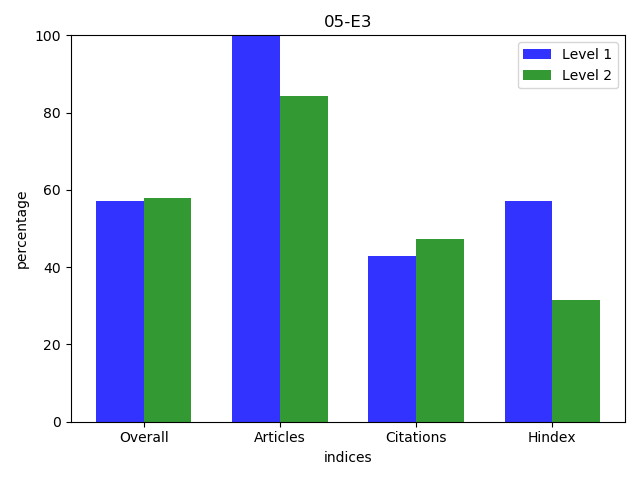 05-E3
Level 1
Level 2
percentage
100
80
60
40
20
0
Overall
Articles
Citations
Hindex
indices